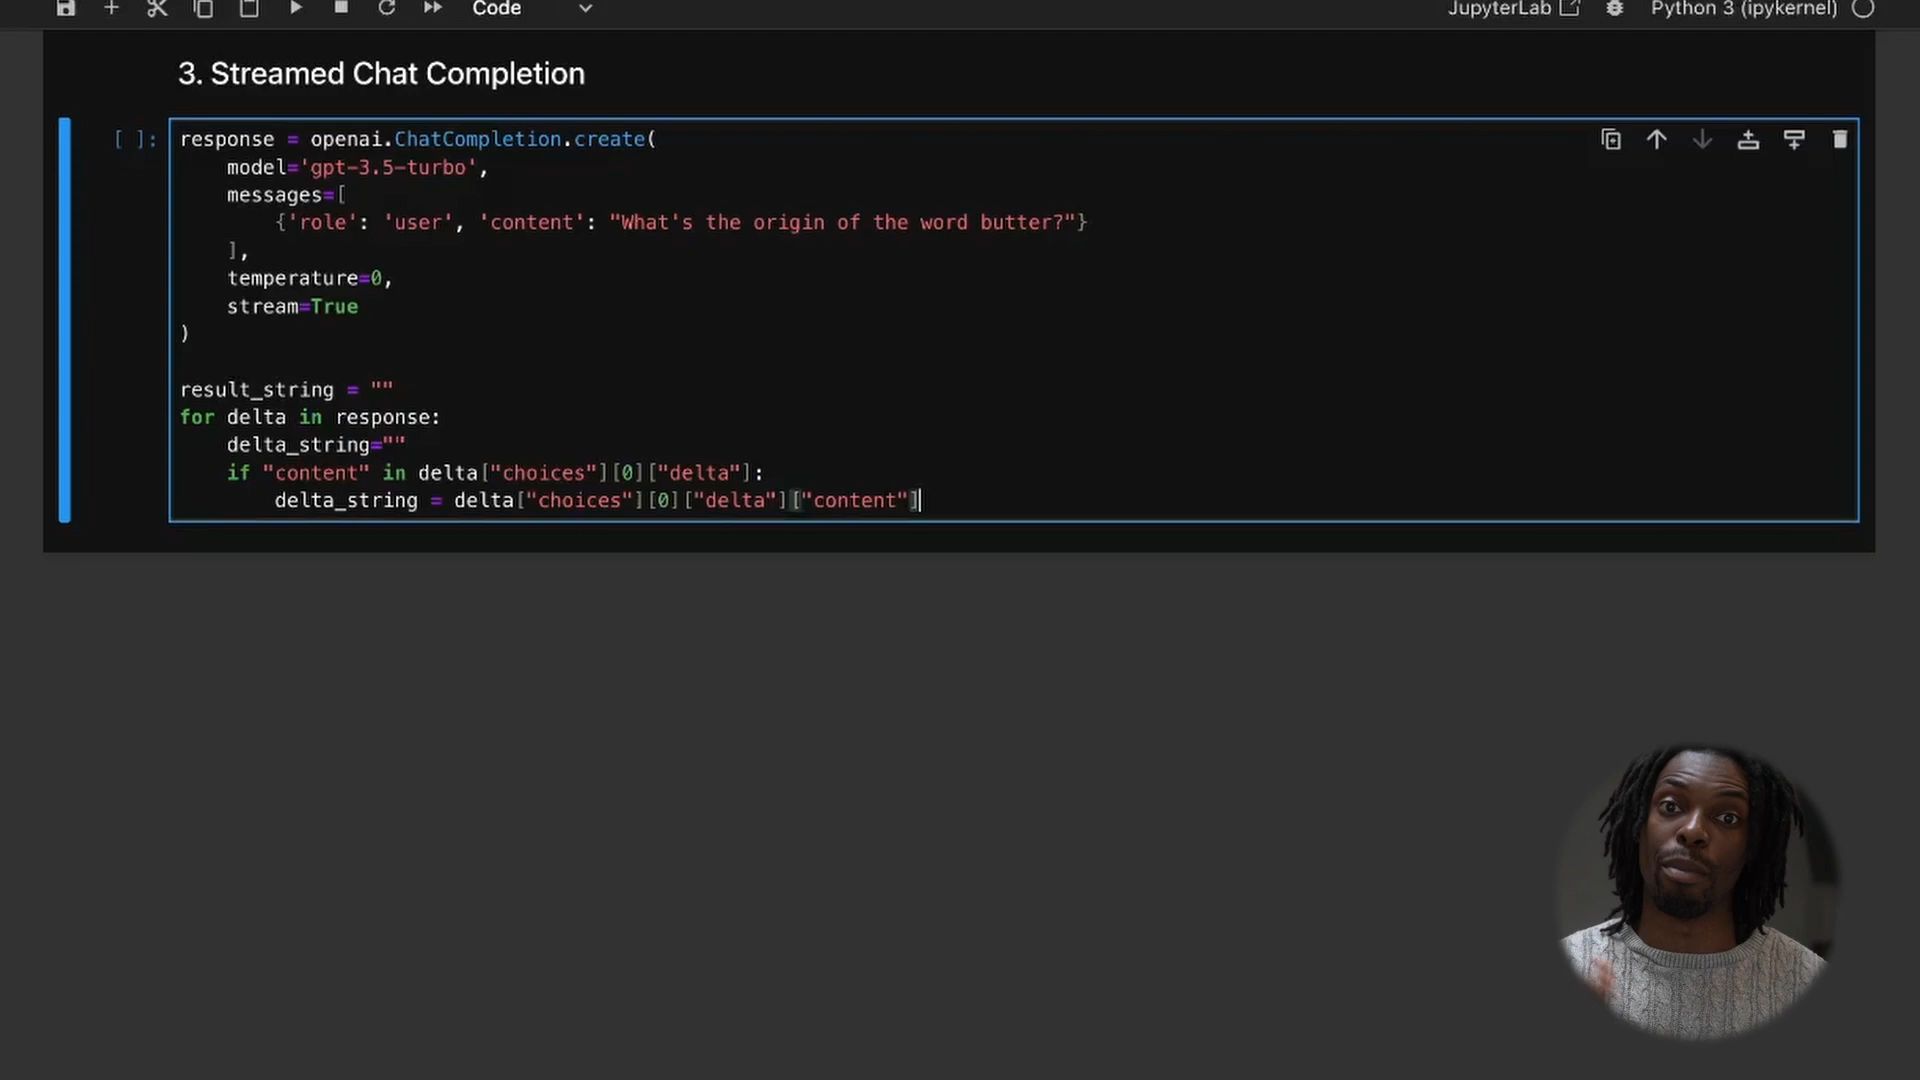 Code
JupyterLab
Python 3 (ipykernel)
3. Streamed Chat Completion
[ ]:
response = openai.ChatCompletion.create(
    model='gpt-3.5-turbo',
    messages=[
        {'role': 'user', 'content': "What's the origin of the word butter?"}
    ],
    temperature=0,
    stream=True
)
result_string = ""
for delta in response:
    delta_string=""
    if "content" in delta["choices"][0]["delta"]:
        delta_string = delta["choices"][0]["delta"]["content"]